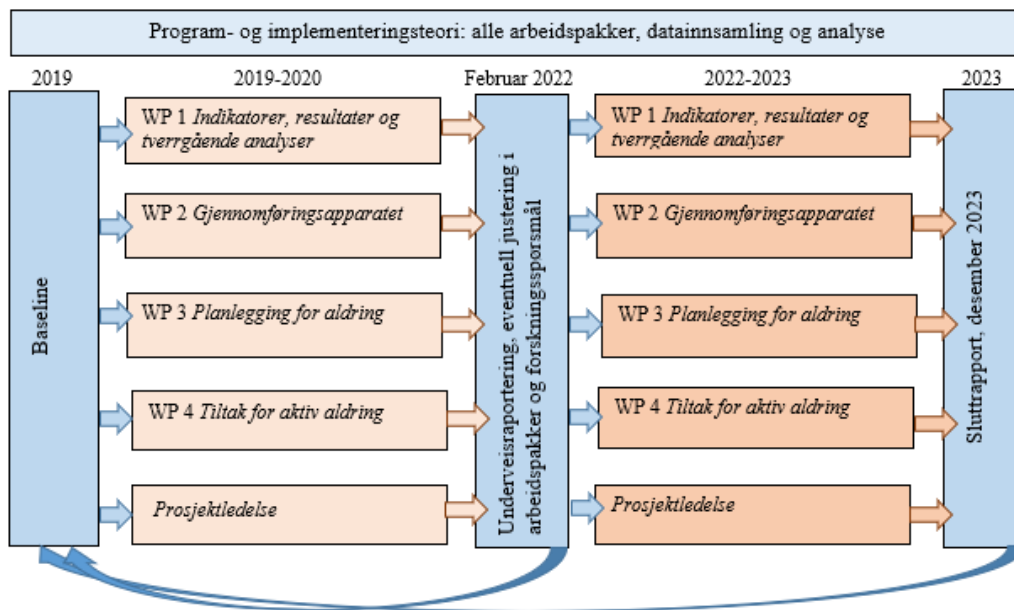 Program- og implementeringsteori: alle arbeidspakker, datainnsamling og analyse
2019
2019-2020
Februar 2022
2022-2023
2023
Baseline
WP 1 Indikatorer, resultater og
tverrgående analyser
WP 2 Gjennomføringsapparatet
WP 3 Planlegging for aldring
WP 4 Tiltak for aktiv aldring
Prosjektledelse
Underveisraportering, eventuell justering i
arbeidspakker og forskningsspørsmål
WP 1 Indikatorer, resultater og
tverrgående analyser
WP 2 Gjennomføringsapparatet
WP 3 Planlegging for aldring
WP 4 Tiltak for aktiv aldring
Prosjektledelse
Sluttrapport, desember 2023